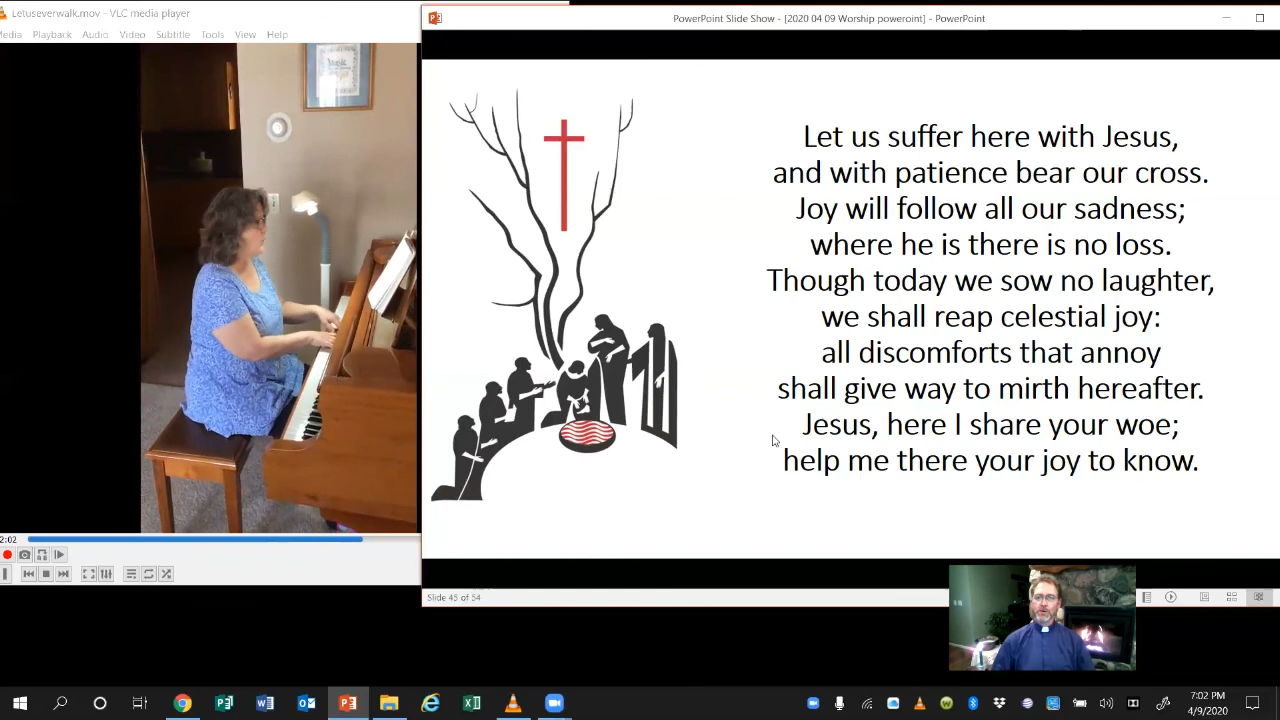 Letuseverwalk.mov - VLC media player
Media Playback Audio Video Subtitle Tools View Help
Music
2:02
PowerPoint Slide Show - [2020 04 09 Worship poweroint] - PowerPoint
Let us suffer here with Jesus,
and with patience bear our cross.
Joy will follow all our sadness;
where he is there is no loss.
Though today we sow no laughter,
we shall reap celestial joy:
all discomforts that annoy
shall give way to mirth hereafter.
Jesus, here I share your woe;
help me there your joy to know.
Slide 45 of 54
7:02 PM
4/9/2020